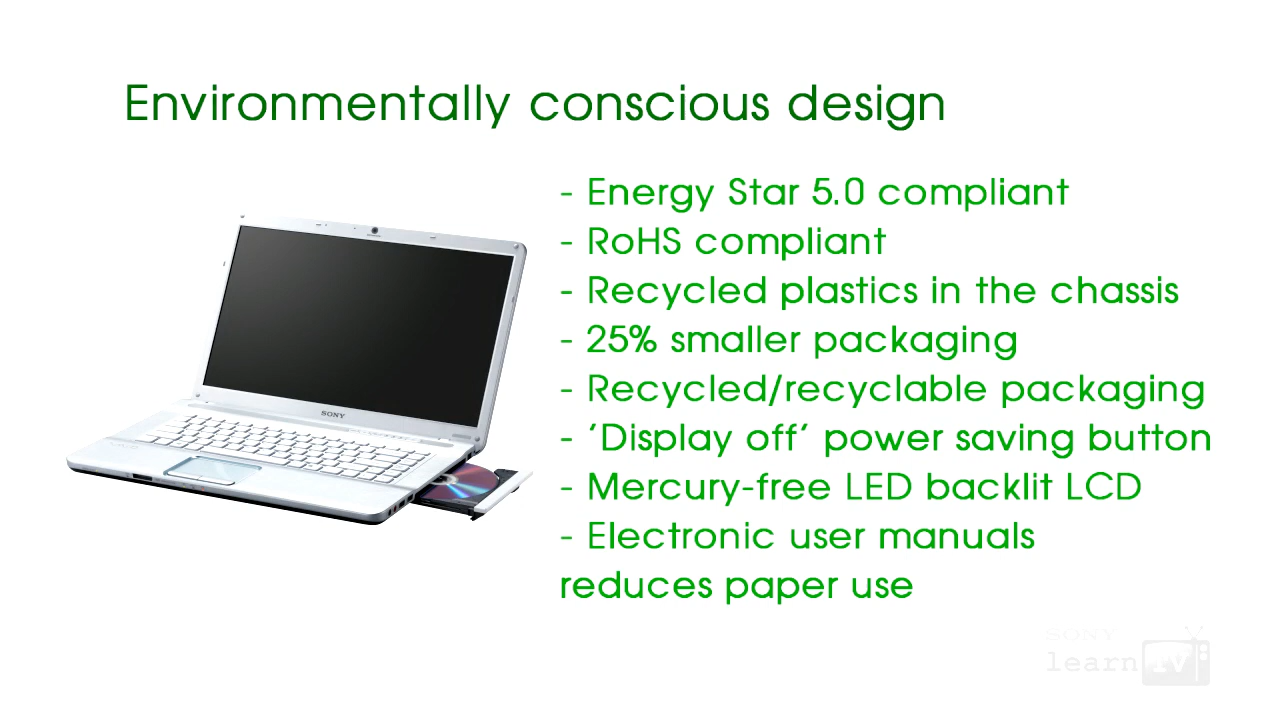 Environmentally conscious design
- Energy Star 5.0 compliant
- RoHS compliant
- Recycled plastics in the chassis
- 25% smaller packaging
- Recycled/recyclable packaging
- 'Display off' power saving button
- Mercury-free LED backlit LCD
- Electronic user manuals
reduces paper use
SONY
SONY
learn TV